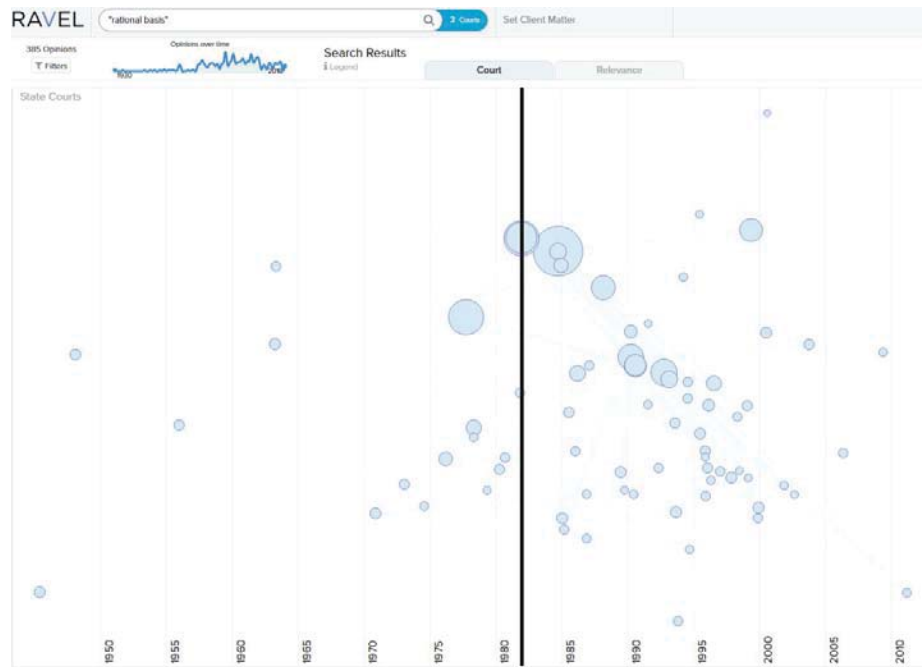 RAVEL
"rational basis"
3 Courts
Set Client Matter
385 Opinions
Filters
Opinions over time
1930
Search Results
Legend
Court
Relevance
State Courts
1950
1955
1960
1965
1970
1975
1980
1985
1990
1995
2000
2005
2010